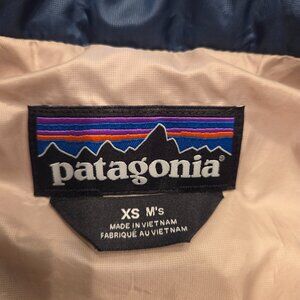 patagonia®
XS M's
MADE IN VIETNAM
FABRIQUÉ AU VIETNAM